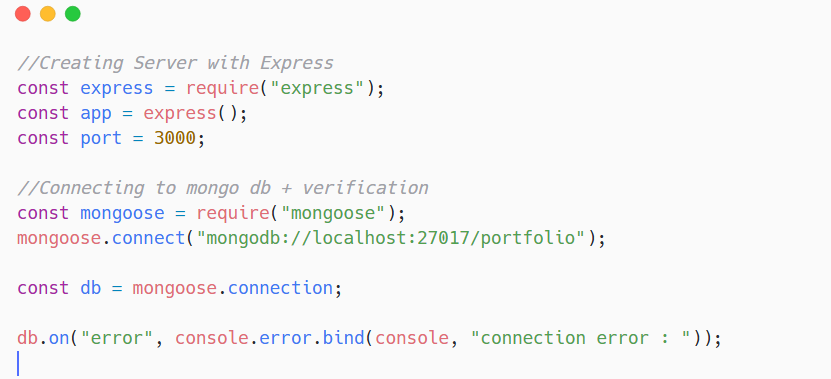 //Creating Server with Express
const express = require("express");
const app = express();
const port = 3000;
//Connecting to mongo db + verification
const mongoose = require("mongoose");
mongoose.connect("mongodb://localhost:27017/portfolio");
const db = mongoose.connection;
db.on("error", console.error.bind(console, "connection error : "));